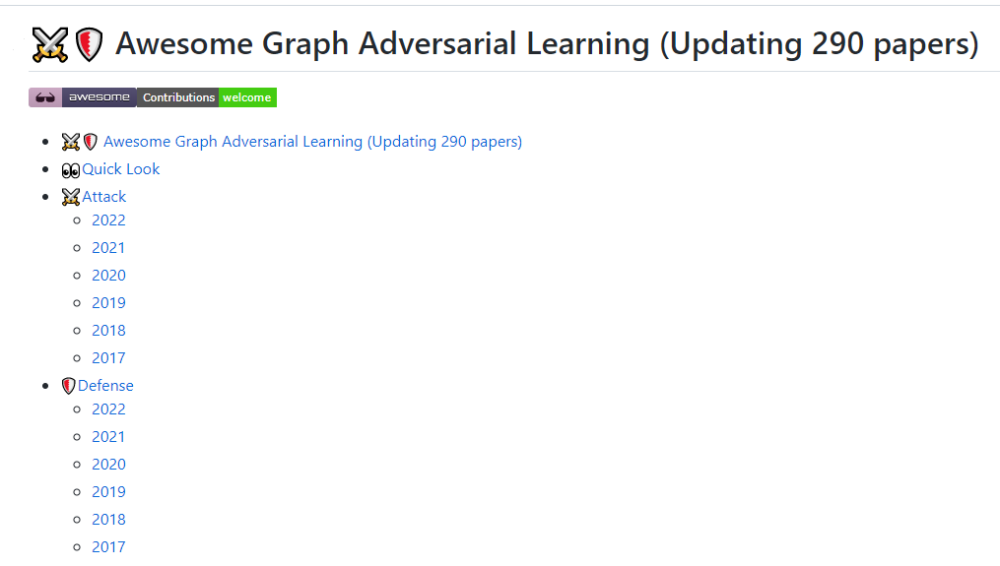 ⚔🛡 Awesome Graph Adversarial Learning (Updating 290 papers)
awesome Contributions welcome
⚔🛡 Awesome Graph Adversarial Learning (Updating 290 papers)
👀Quick Look
⚔Attack
2022
2021
2020
2019
2018
2017
🛡Defense
2022
2021
2020
2019
2018
2017